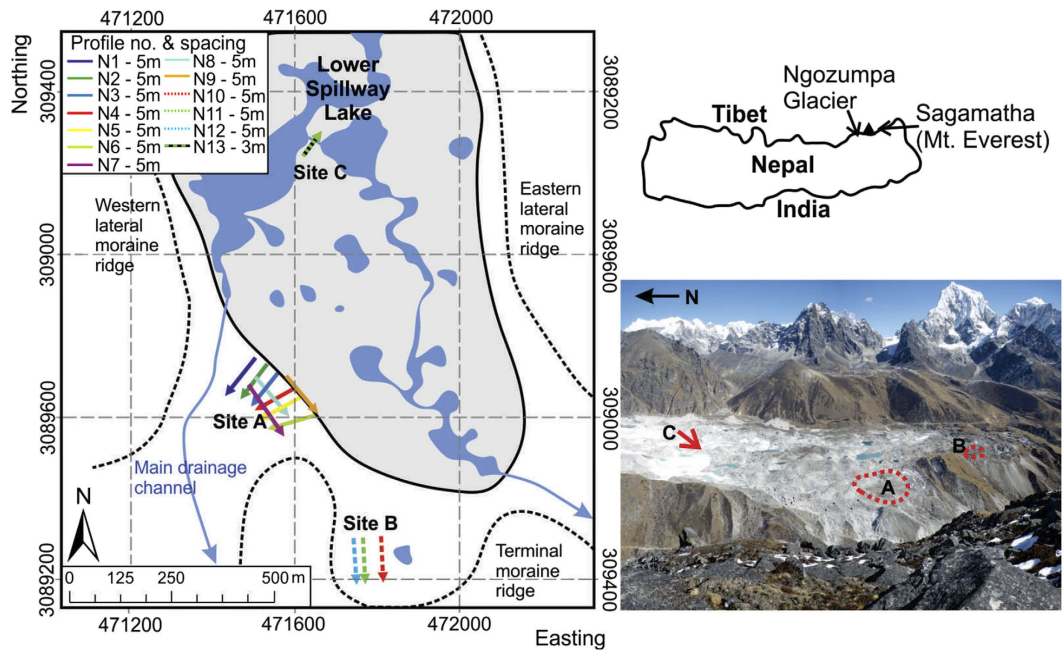 471200 471600 472000
Northing
Profile no. & spacing
N1 - 5m N8 - 5m
N2 - 5m N9 - 5m
N3 - 5m N10 - 5m
N4 - 5m N11 - 5m
N5 - 5m N12 - 5m
N6 - 5m N13 - 3m
N7 - 5m
Lower
Spillway
Lake
Site C
3089400
3089000
3089600
3089200
Western
lateral
moraine
ridge
Eastern
lateral
moraine
ridge
3089200
3089600
309000
309400
Site A
Main drainage
channel
N
Site B
Terminal
moraine
ridge
0 125 250 500 m
471200 471600 472000
Easting
Ngozumpa
Glacier
Tibet
Sagamatha
(Mt. Everest)
Nepal
India
N
C
B
A